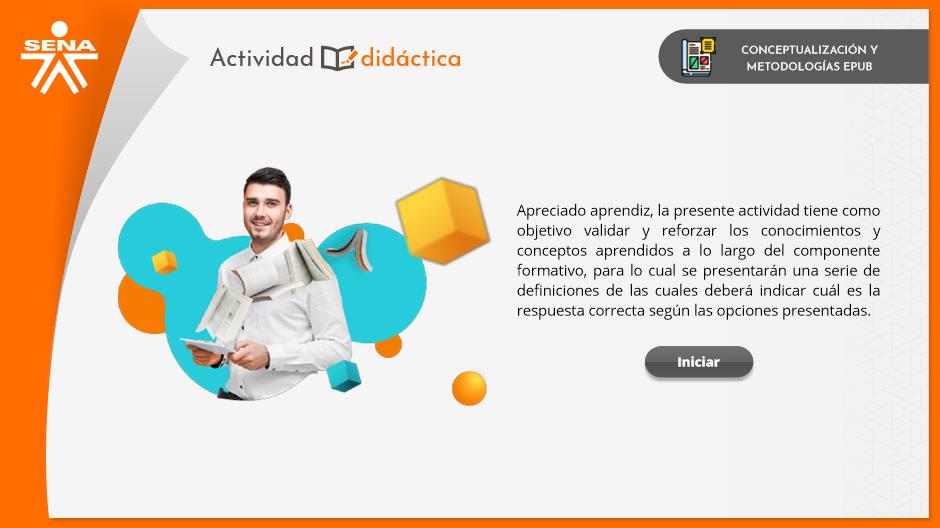 SENA
Actividad didáctica
CONCEPTUALIZACIÓN Y
METODOLOGÍAS EPUB
Apreciado aprendiz, la presente actividad tiene como
objetivo validar y reforzar los conocimientos y
conceptos aprendidos a lo largo del componente
formativo, para lo cual se presentarán una serie de
definiciones de las cuales deberá indicar cuál es la
respuesta correcta según las opciones presentadas.
Iniciar